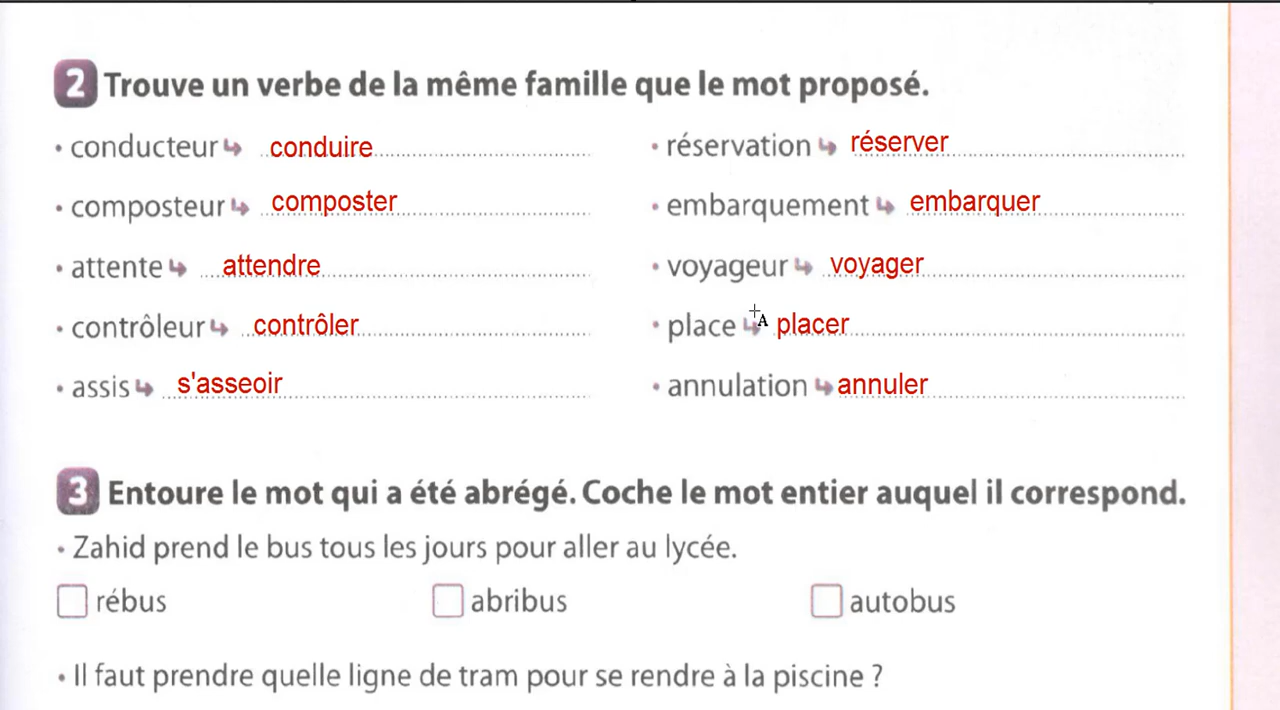 2 Trouve un verbe de la même famille que le mot proposé.
• conducteur ↳ conduire
• réservation ↳ réserver
• composteur ↳ composter
• embarquement ↳ embarquer
• attente ↳ attendre
• voyageur ↳ voyager
• contrôleur ↳ contrôler
• place ↳ placer
• assis ↳ s'asseoir
• annulation ↳ annuler
3 Entoure le mot qui a été abrégé. Coche le mot entier auquel il correspond.
• Zahid prend le bus tous les jours pour aller au lycée.
rébus abribus autobus
• Il faut prendre quelle ligne de tram pour se rendre à la piscine ?